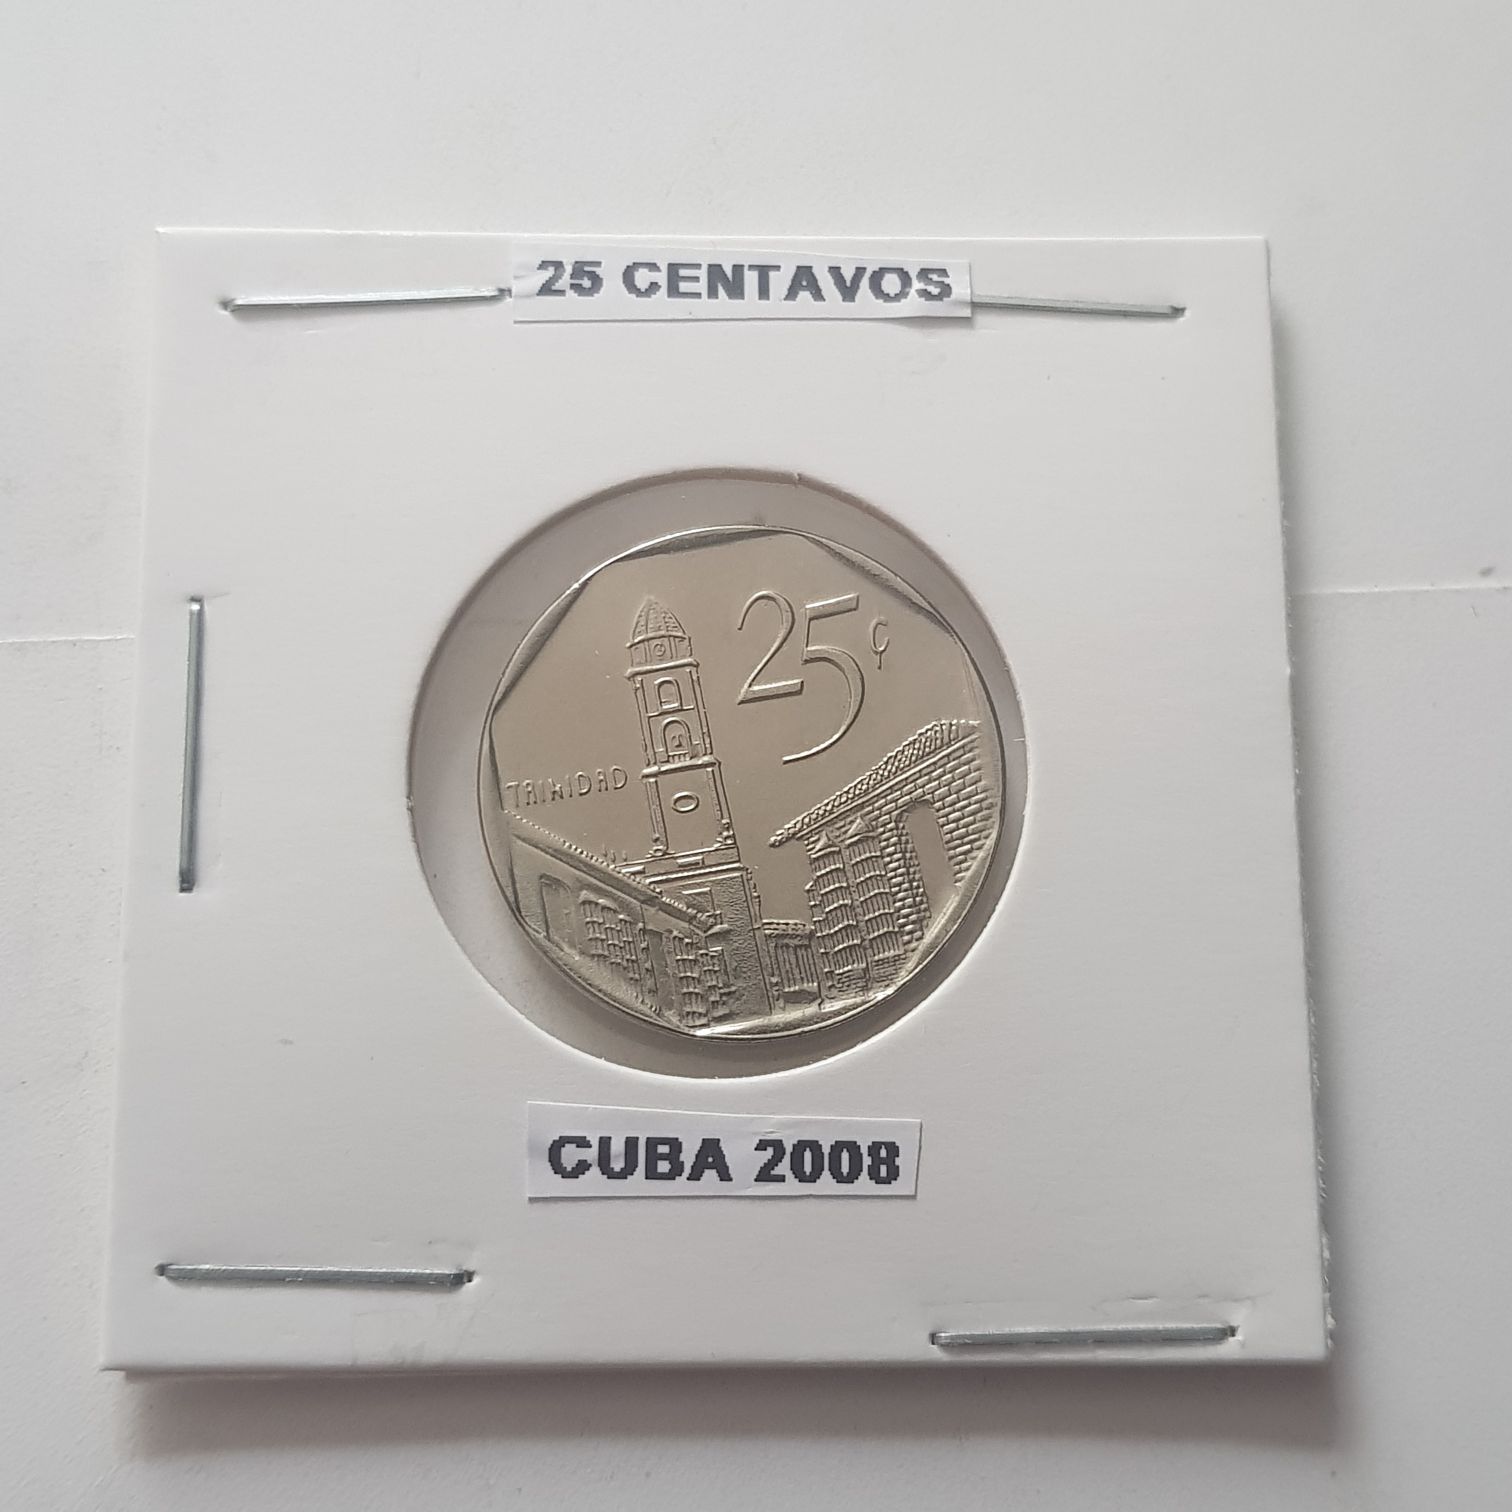 25 CENTAVOS
25¢
TRINIDAD
CUBA 2008